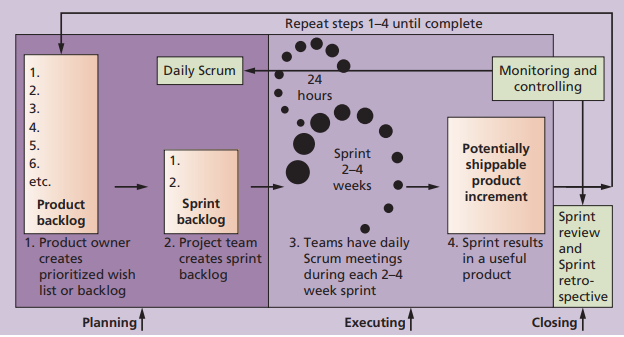 Repeat steps 1–4 until complete
1.
2.
3.
4.
5.
6.
etc.
Product
backlog
1. Product owner
creates
prioritized wish
list or backlog
1.
2.
Sprint
backlog
2. Project team
creates sprint
backlog
Daily Scrum
24
hours
Sprint
2–4
weeks
3. Teams have daily
Scrum meetings
during each 2–4
week sprint
Monitoring and
controlling
Potentially
shippable
product
increment
4. Sprint results
in a useful
product
Sprint
review
and
Sprint
retro-
spective
Planning
Executing
Closing